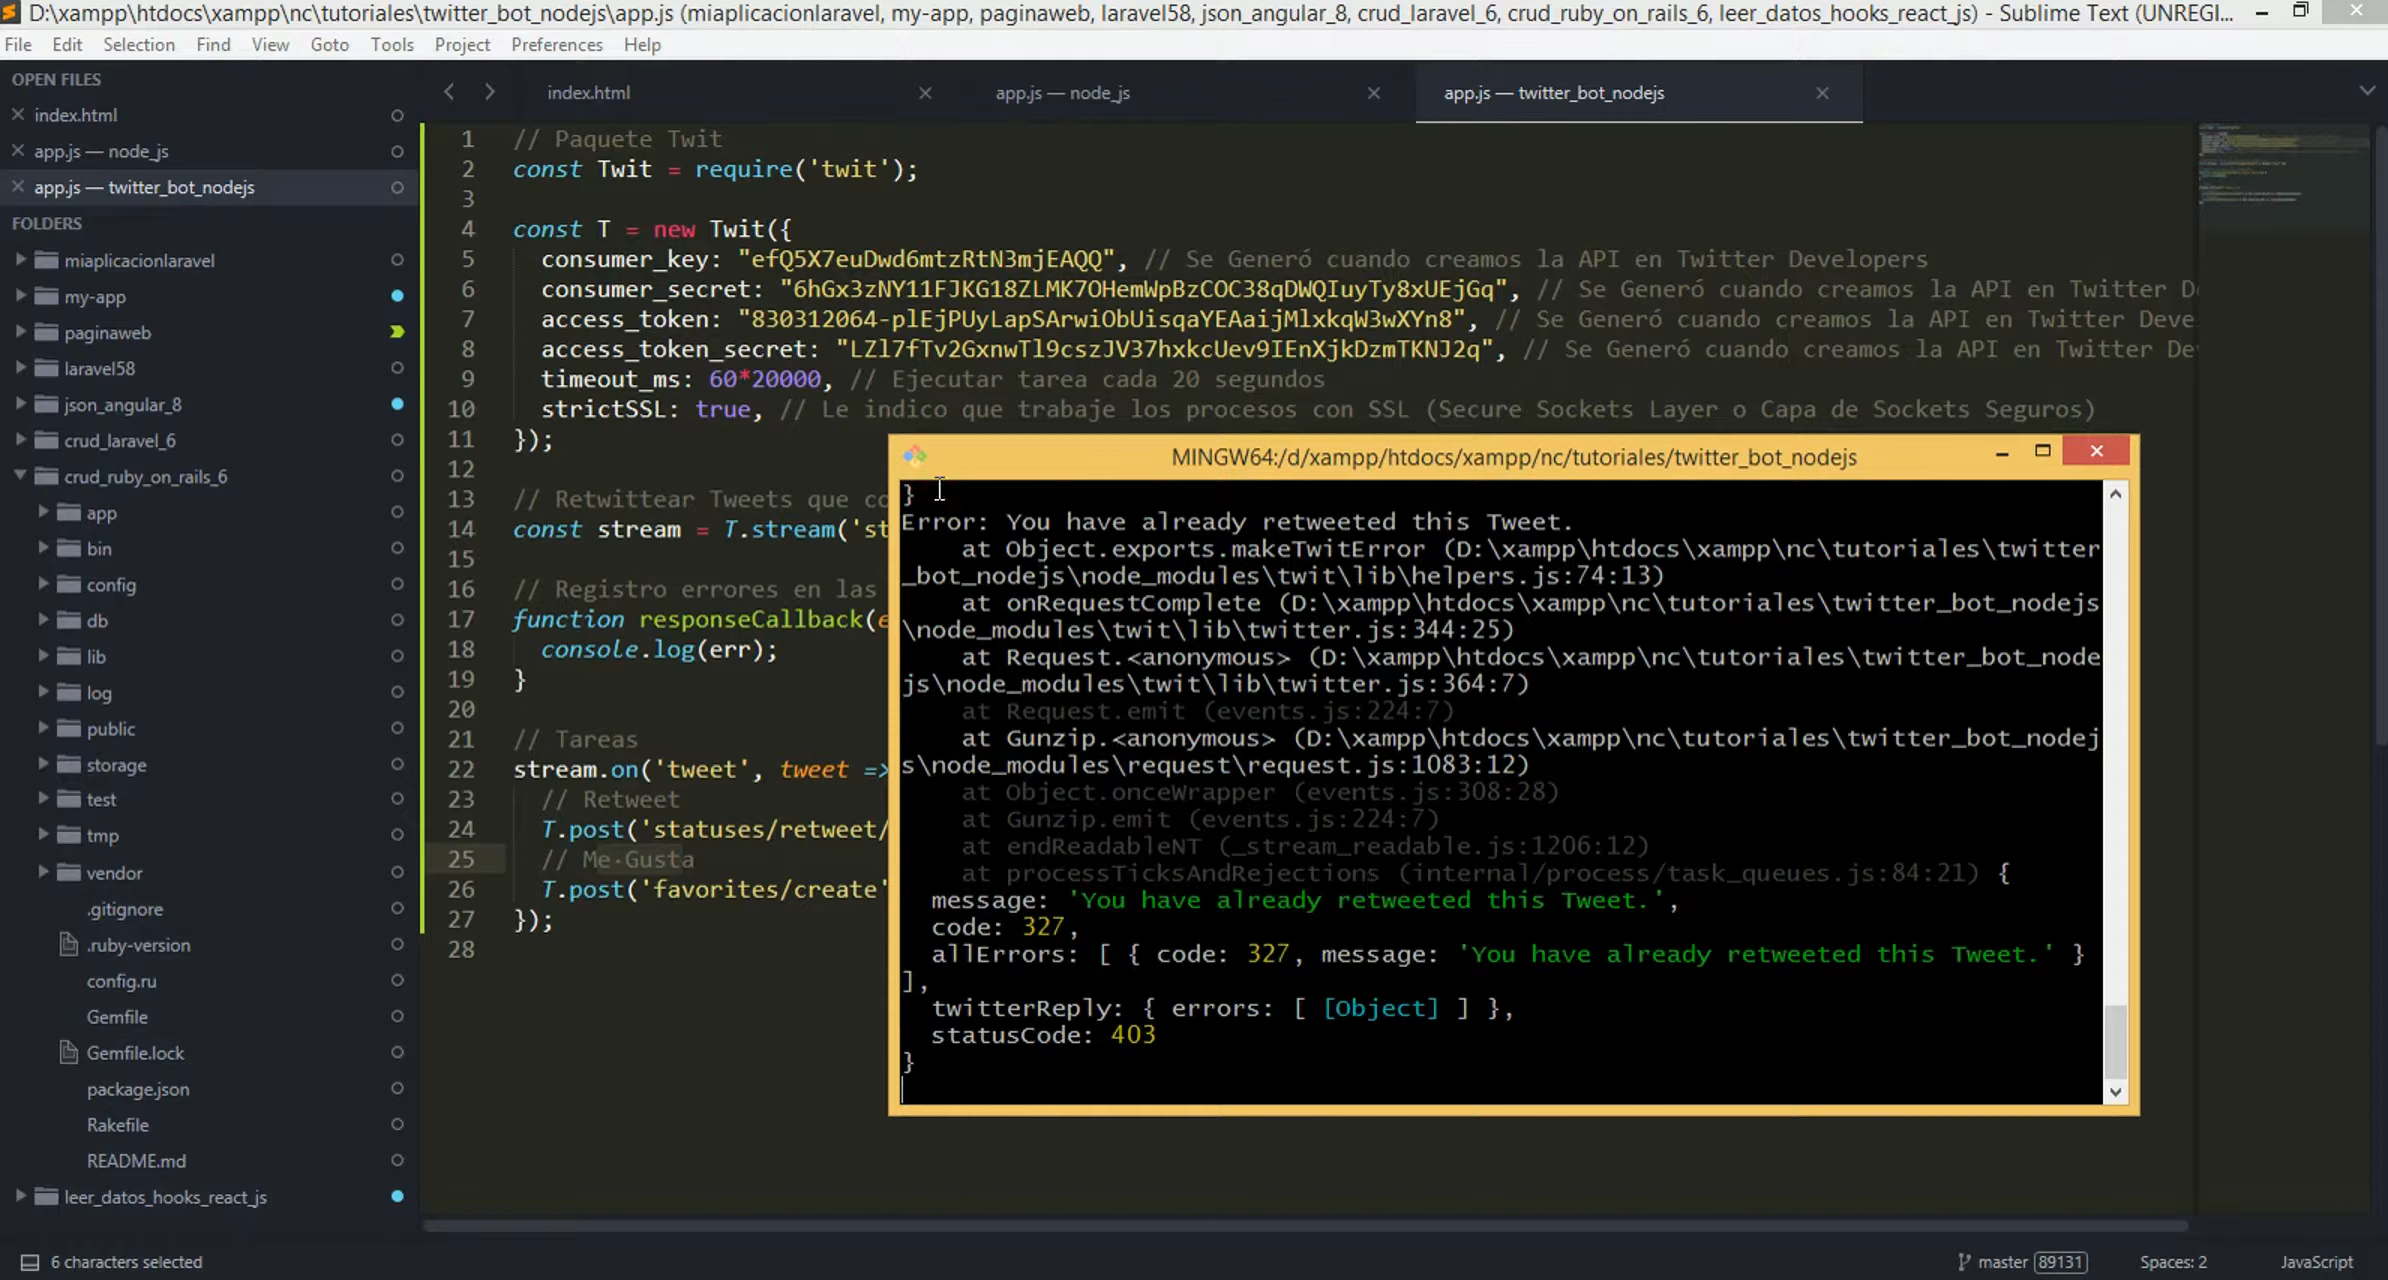 D:\xampp\htdocs\xampp\nc\tutoriales\twitter_bot_nodejs\app.js (miaplicacionlaravel, my-app, paginaweb, laravel58, json_angular_8, crud_laravel_6, crud_ruby_on_rails_6, leer_datos_hooks_react_js) - Sublime Text (UNREGI...
File Edit Selection Find View Goto Tools Project Preferences Help
OPEN FILES
index.html
app.js — node_js
app.js — twitter_bot_nodejs
FOLDERS
miaplicacionlaravel
my-app
paginaweb
laravel58
json_angular_8
crud_laravel_6
crud_ruby_on_rails_6
app
bin
config
db
lib
log
public
storage
test
tmp
vendor
.gitignore
.ruby-version
config.ru
Gemfile
Gemfile.lock
package.json
Rakefile
README.md
leer_datos_hooks_react_js
index.html app.js — node_js app.js — twitter_bot_nodejs
1 // Paquete Twit
2 const Twit = require('twit');
3
4 const T = new Twit({
5 consumer_key: "efQ5X7euDwd6mtzRtN3mjEAQQ", // Se Generó cuando creamos la API en Twitter Developers
6 consumer_secret: "6hGx3zNY11FJKG18ZLMK7OHemWpBzCOC38qDWQIuyTy8xUEjGq", // Se Generó cuando creamos la API en Twitter D
7 access_token: "830312064-plEjPUyLapSArwiObUisqaYEAaijMlxkqW3wXYn8", // Se Generó cuando creamos la API en Twitter Deve
8 access_token_secret: "LZl7fTv2GxnwTl9cszJV37hxkcUev9IEnXjkDzmTKNJ2q", // Se Generó cuando creamos la API en Twitter De
9 timeout_ms: 60*20000, // Ejecutar tarea cada 20 segundos
10 strictSSL: true, // Le indico que trabaje los procesos con SSL (Secure Sockets Layer o Capa de Sockets Seguros)
11 });
12
13 // Retwittear Tweets que co
14 const stream = T.stream('st
15
16 // Registro errores en las
17 function responseCallback(e
18 console.log(err);
19 }
20
21 // Tareas
22 stream.on('tweet', tweet =>
23 // Retweet
24 T.post('statuses/retweet/
25 // Me·Gusta
26 T.post('favorites/create'
27 });
28
MINGW64:/d/xampp/htdocs/xampp/nc/tutoriales/twitter_bot_nodejs
}
Error: You have already retweeted this Tweet.
at Object.exports.makeTwitError (D:\xampp\htdocs\xampp\nc\tutoriales\twitter
_bot_nodejs\node_modules\twit\lib\helpers.js:74:13)
at onRequestComplete (D:\xampp\htdocs\xampp\nc\tutoriales\twitter_bot_nodejs
\node_modules\twit\lib\twitter.js:344:25)
at Request.<anonymous> (D:\xampp\htdocs\xampp\nc\tutoriales\twitter_bot_node
js\node_modules\twit\lib\twitter.js:364:7)
at Request.emit (events.js:224:7)
at Gunzip.<anonymous> (D:\xampp\htdocs\xampp\nc\tutoriales\twitter_bot_nodej
s\node_modules\request\request.js:1083:12)
at Object.onceWrapper (events.js:308:28)
at Gunzip.emit (events.js:224:7)
at endReadableNT (_stream_readable.js:1206:12)
at processTicksAndRejections (internal/process/task_queues.js:84:21) {
message: 'You have already retweeted this Tweet.',
code: 327,
allErrors: [ { code: 327, message: 'You have already retweeted this Tweet.' }
],
twitterReply: { errors: [ [Object] ] },
statusCode: 403
}
6 characters selected
master 89131 Spaces: 2 JavaScript